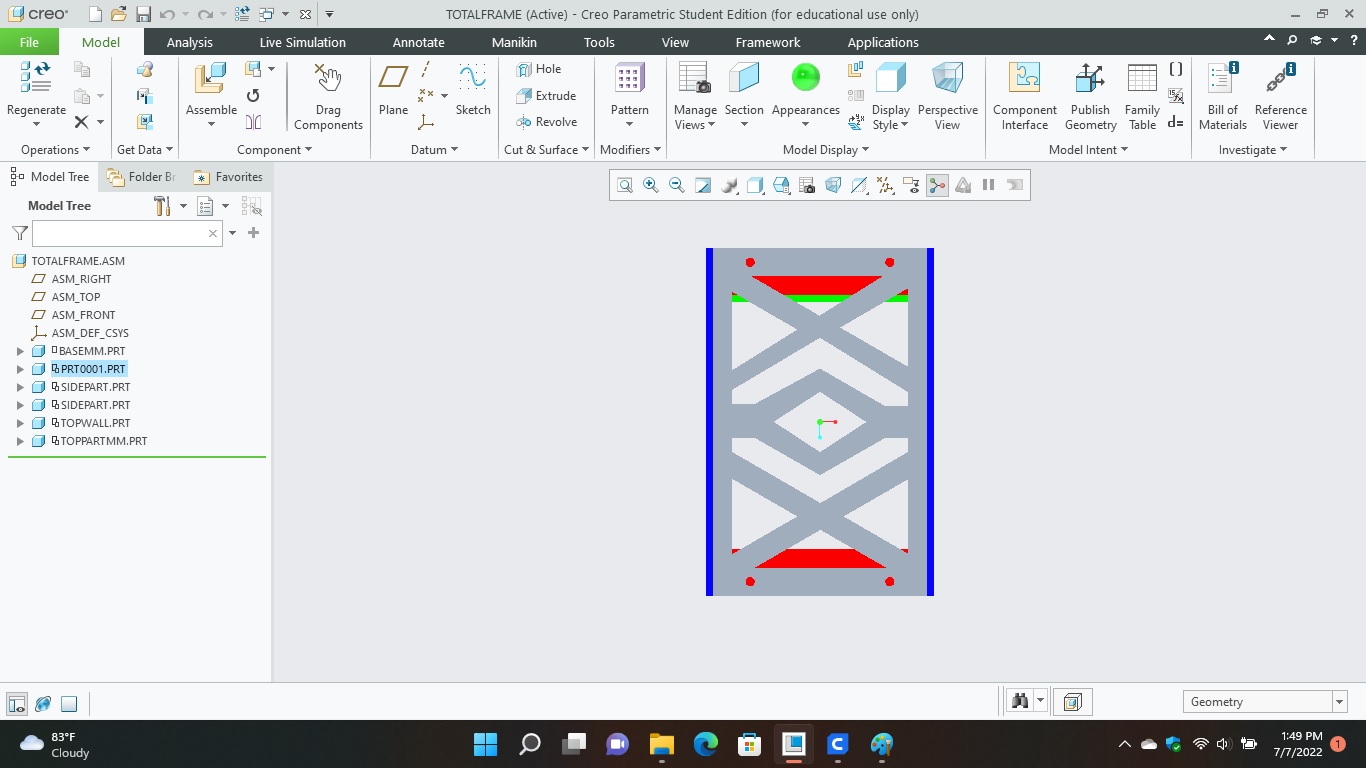 creo
TOTALFRAME (Active) - Creo Parametric Student Edition (for educational use only)
File Model Analysis Live Simulation Annotate Manikin Tools View Framework Applications
Regenerate
Operations
Get Data
Assemble
Drag Components
Component
Plane
Sketch
Datum
Hole
Extrude
Revolve
Cut & Surface
Pattern
Modifiers
Manage Views
Section
Appearances
Display Style
Perspective View
Model Display
Component Interface
Publish Geometry
Family Table
d=
Model Intent
Bill of Materials
Reference Viewer
Investigate
Model Tree Folder Br Favorites
Model Tree
TOTALFRAME.ASM
ASM_RIGHT
ASM_TOP
ASM_FRONT
ASM_DEF_CSYS
BASEMM.PRT
PRT0001.PRT
SIDEPART.PRT
SIDEPART.PRT
TOPWALL.PRT
TOPPARTMM.PRT
Geometry
83°F
Cloudy
1:49 PM
7/7/2022
1